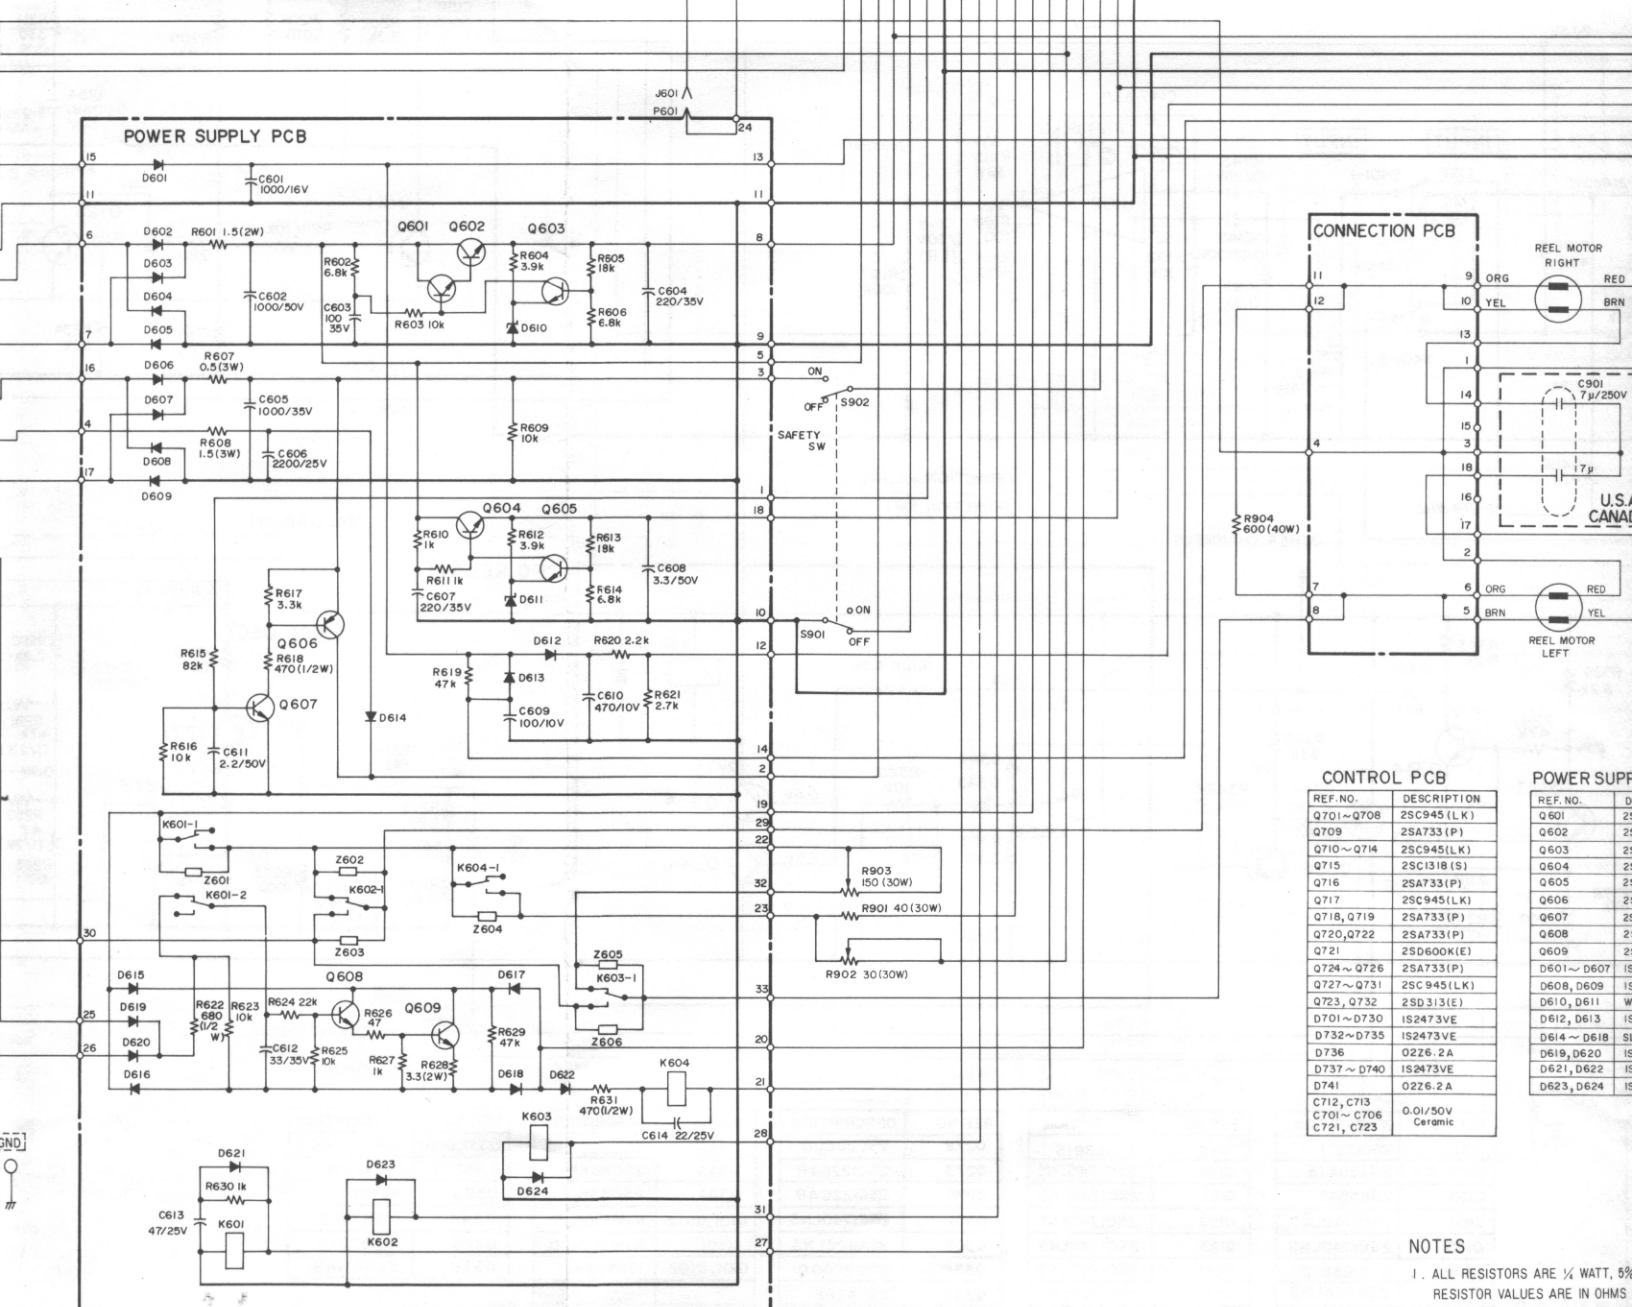 J601
P601
24
POWER SUPPLY PCB
15
D601
C601
1000/16V
13
11
11
6
D602
R601 1.5(2W)
Q601
Q602
Q603
8
D603
R602
6.8k
R604
3.9k
R605
18k
D604
C602
1000/50V
C603
100
35V
R603 10k
D610
R606
6.8k
C604
220/35V
7
D605
9
5
16
D606
R607
0.5(3W)
3
ON
OFF
S902
D607
C605
1000/35V
4
R608
1.5(3W)
D608
C606
2200/25V
R609
10k
SAFETY
SW
17
D609
1
18
Q604
Q605
R610
1k
R612
3.9k
R613
18k
R611 1k
C607
220/35V
D611
R614
6.8k
C608
3.3/50V
10
S901
ON
OFF
R617
3.3k
Q606
R615
82k
R618
470(1/2W)
D612
R620 2.2k
12
R619
47k
D613
C609
100/10V
C610
470/10V
R621
2.7k
Q607
D614
R616
10k
C611
2.2/50V
14
2
19
29
22
K601-1
Z601
K601-2
Z602
K602-1
Z603
K604-1
Z604
32
23
R903
150 (30W)
R901 40(30W)
R902 30(30W)
30
Z605
K603-1
Z606
33
D615
D619
D620
D616
25
26
R622
680
(1/2
W)
R623
10k
R624 22k
Q608
R626
47
Q609
D617
C612
33/35V
R625
10k
R627
1k
R628
3.3(2W)
R629
47k
D618
D622
R631
470(1/2W)
K604
C614 22/25V
20
21
28
K603
D624
GND
D621
R630 1k
C613
47/25V
K601
D623
K602
31
27
CONNECTION PCB
11
12
4
7
8
9
10
13
1
14
15
3
18
16
17
2
6
5
R904
600(40W)
REEL MOTOR
RIGHT
ORG
YEL
RED
BRN
C901
7μ/250V
7μ
ORG
BRN
RED
YEL
REEL MOTOR
LEFT
CONTROL PCB
REF.NO. DESCRIPTION
Q701~Q708 2SC945(LK)
Q709 2SA733(P)
Q710~Q714 2SC945(LK)
Q715 2SC1318(S)
Q716 2SA733(P)
Q717 2SC945(LK)
Q718,Q719 2SA733(P)
Q720,Q722 2SA733(P)
Q721 2SD600K(E)
Q724~Q726 2SA733(P)
Q727~Q731 2SC945(LK)
Q723,Q732 2SD313(E)
D701~D730 1S2473VE
D732~D735 1S2473VE
D736 02Z6.2A
D737~D740 1S2473VE
D741 02Z6.2A
C712,C713
C701~C706
C721,C723
0.01/50V
Ceramic
POWER SUPP
REF.NO. D
Q601 2S
Q602 2S
Q603 2S
Q604 2S
Q605 2S
Q606 2S
Q607 2S
Q608 2S
Q609 2S
D601~D607 1S
D608,D609 1S
D610,D611 W
D612,D613 1S
D614~D618
D619,D620 1S
D621,D622 1S
D623,D624 1S
NOTES
1. ALL RESISTORS ARE ¼ WATT, 5%
RESISTOR VALUES ARE IN OHMS